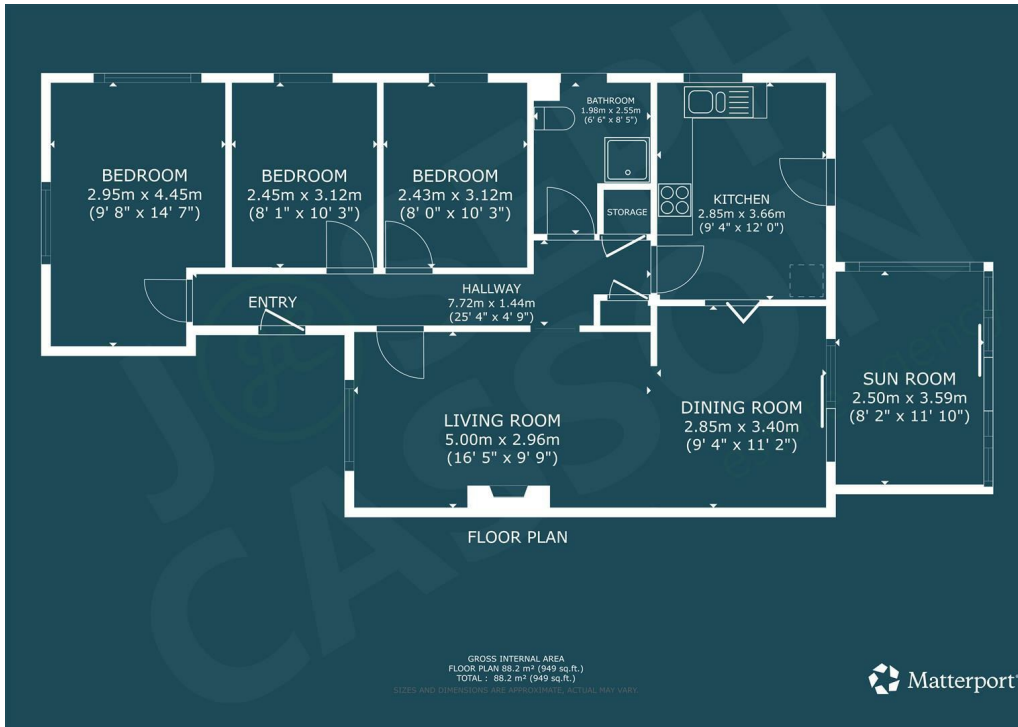 BEDROOM
2.95m x 4.45m
(9' 8" x 14' 7")
BEDROOM
2.45m x 3.12m
(8' 1" x 10' 3")
BEDROOM
2.43m x 3.12m
(8' 0" x 10' 3")
BATHROOM
1.98m x 2.55m
(6' 6" x 8' 5")
STORAGE
KITCHEN
2.85m x 3.66m
(9' 4" x 12' 0")
ENTRY
HALLWAY
7.72m x 1.44m
(25' 4" x 4' 9")
LIVING ROOM
5.00m x 2.96m
(16' 5" x 9' 9")
DINING ROOM
2.85m x 3.40m
(9' 4" x 11' 2")
SUN ROOM
2.50m x 3.59m
(8' 2" x 11' 10")
FLOOR PLAN
GROSS INTERNAL AREA
FLOOR PLAN 88.2 m² (949 sq.ft.)
TOTAL : 88.2 m² (949 sq.ft.)
SIZES AND DIMENSIONS ARE APPROXIMATE, ACTUAL MAY VARY.
Matterport
JOSEPH
CASSON